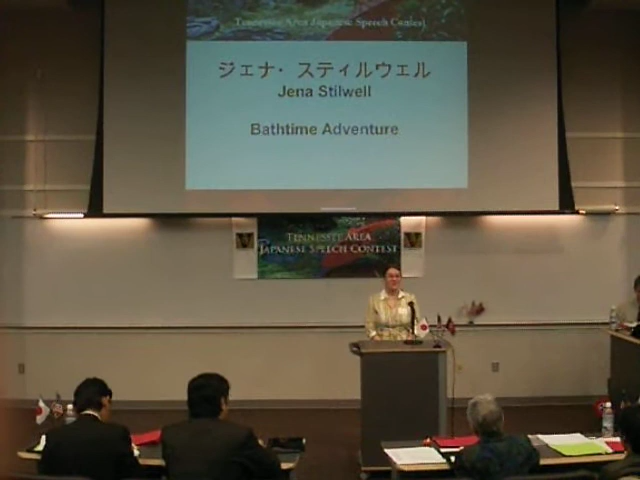 Tennessee Area Japanese Speech Contest
ジェナ・スティルウェル
Jena Stilwell
Bathtime Adventure
TENNESSEE AREA
JAPANESE SPEECH CONTEST
V
V